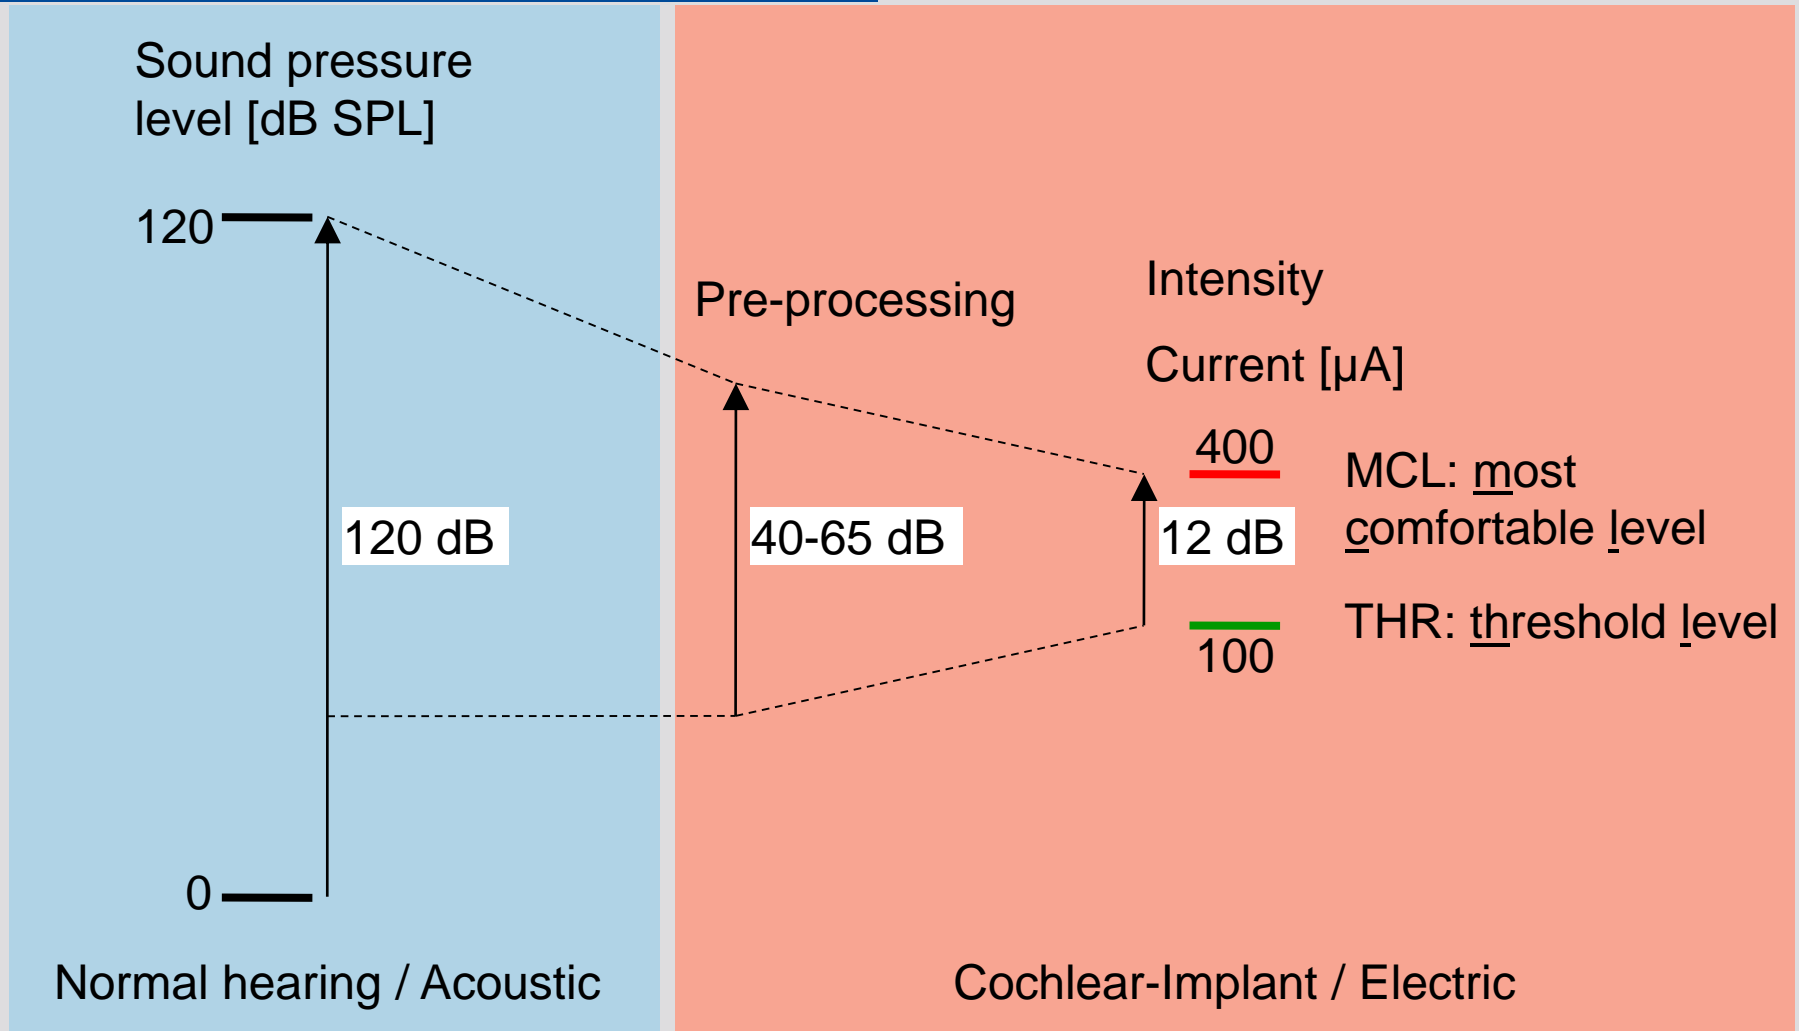 Sound pressure
level [dB SPL]
120
0
120 dB
Normal hearing / Acoustic
Pre-processing
40-65 dB
Intensity
Current [µA]
400
12 dB
100
MCL: most
comfortable level
THR: threshold level
Cochlear-Implant / Electric